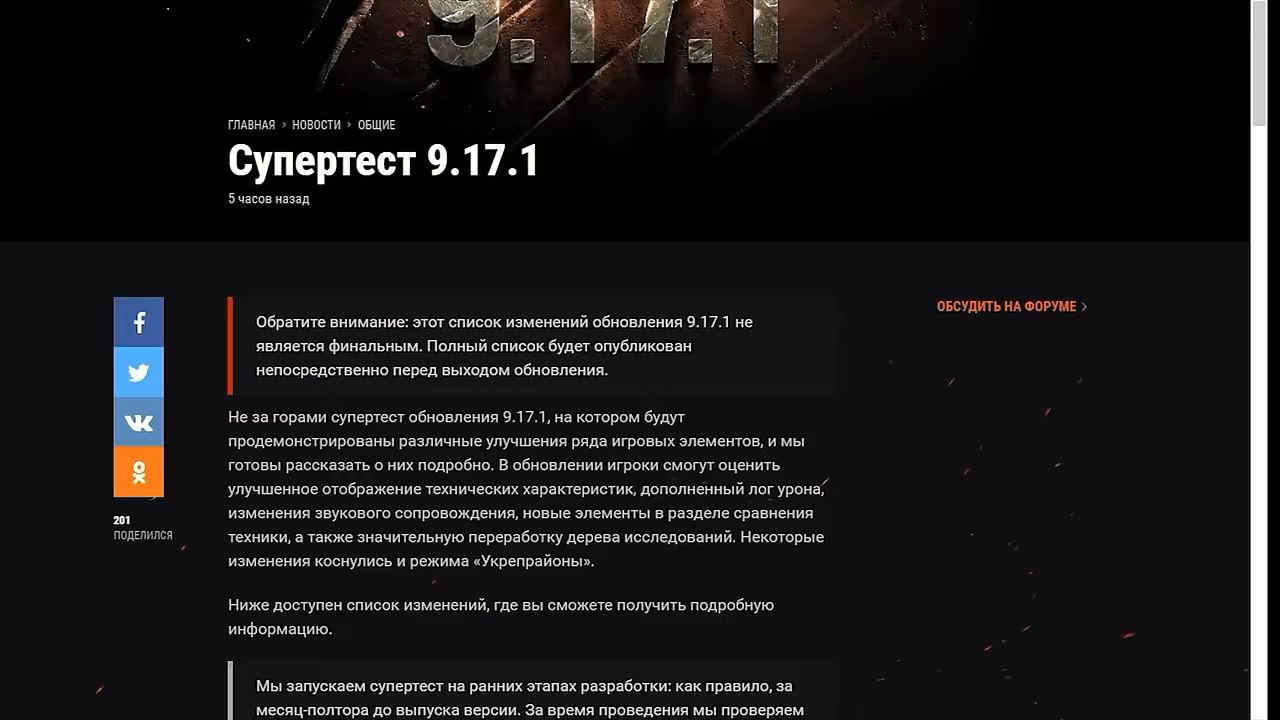 9.17.1
ГЛАВНАЯ > НОВОСТИ > ОБЩИЕ
Супертест 9.17.1
5 часов назад
ОБСУДИТЬ НА ФОРУМЕ >
Обратите внимание: этот список изменений обновления 9.17.1 не
является финальным. Полный список будет опубликован
непосредственно перед выходом обновления.
Не за горами супертест обновления 9.17.1, на котором будут
продемонстрированы различные улучшения ряда игровых элементов, и мы
готовы рассказать о них подробно. В обновлении игроки смогут оценить
улучшенное отображение технических характеристик, дополненный лог урона,
изменения звукового сопровождения, новые элементы в разделе сравнения
техники, а также значительную переработку дерева исследований. Некоторые
изменения коснулись и режима «Укрепрайоны».
201
ПОДЕЛИЛСЯ
Ниже доступен список изменений, где вы сможете получить подробную
информацию.
Мы запускаем супертест на ранних этапах разработки: как правило, за
месяц-полтора до выпуска версии. За время проведения мы проверяем